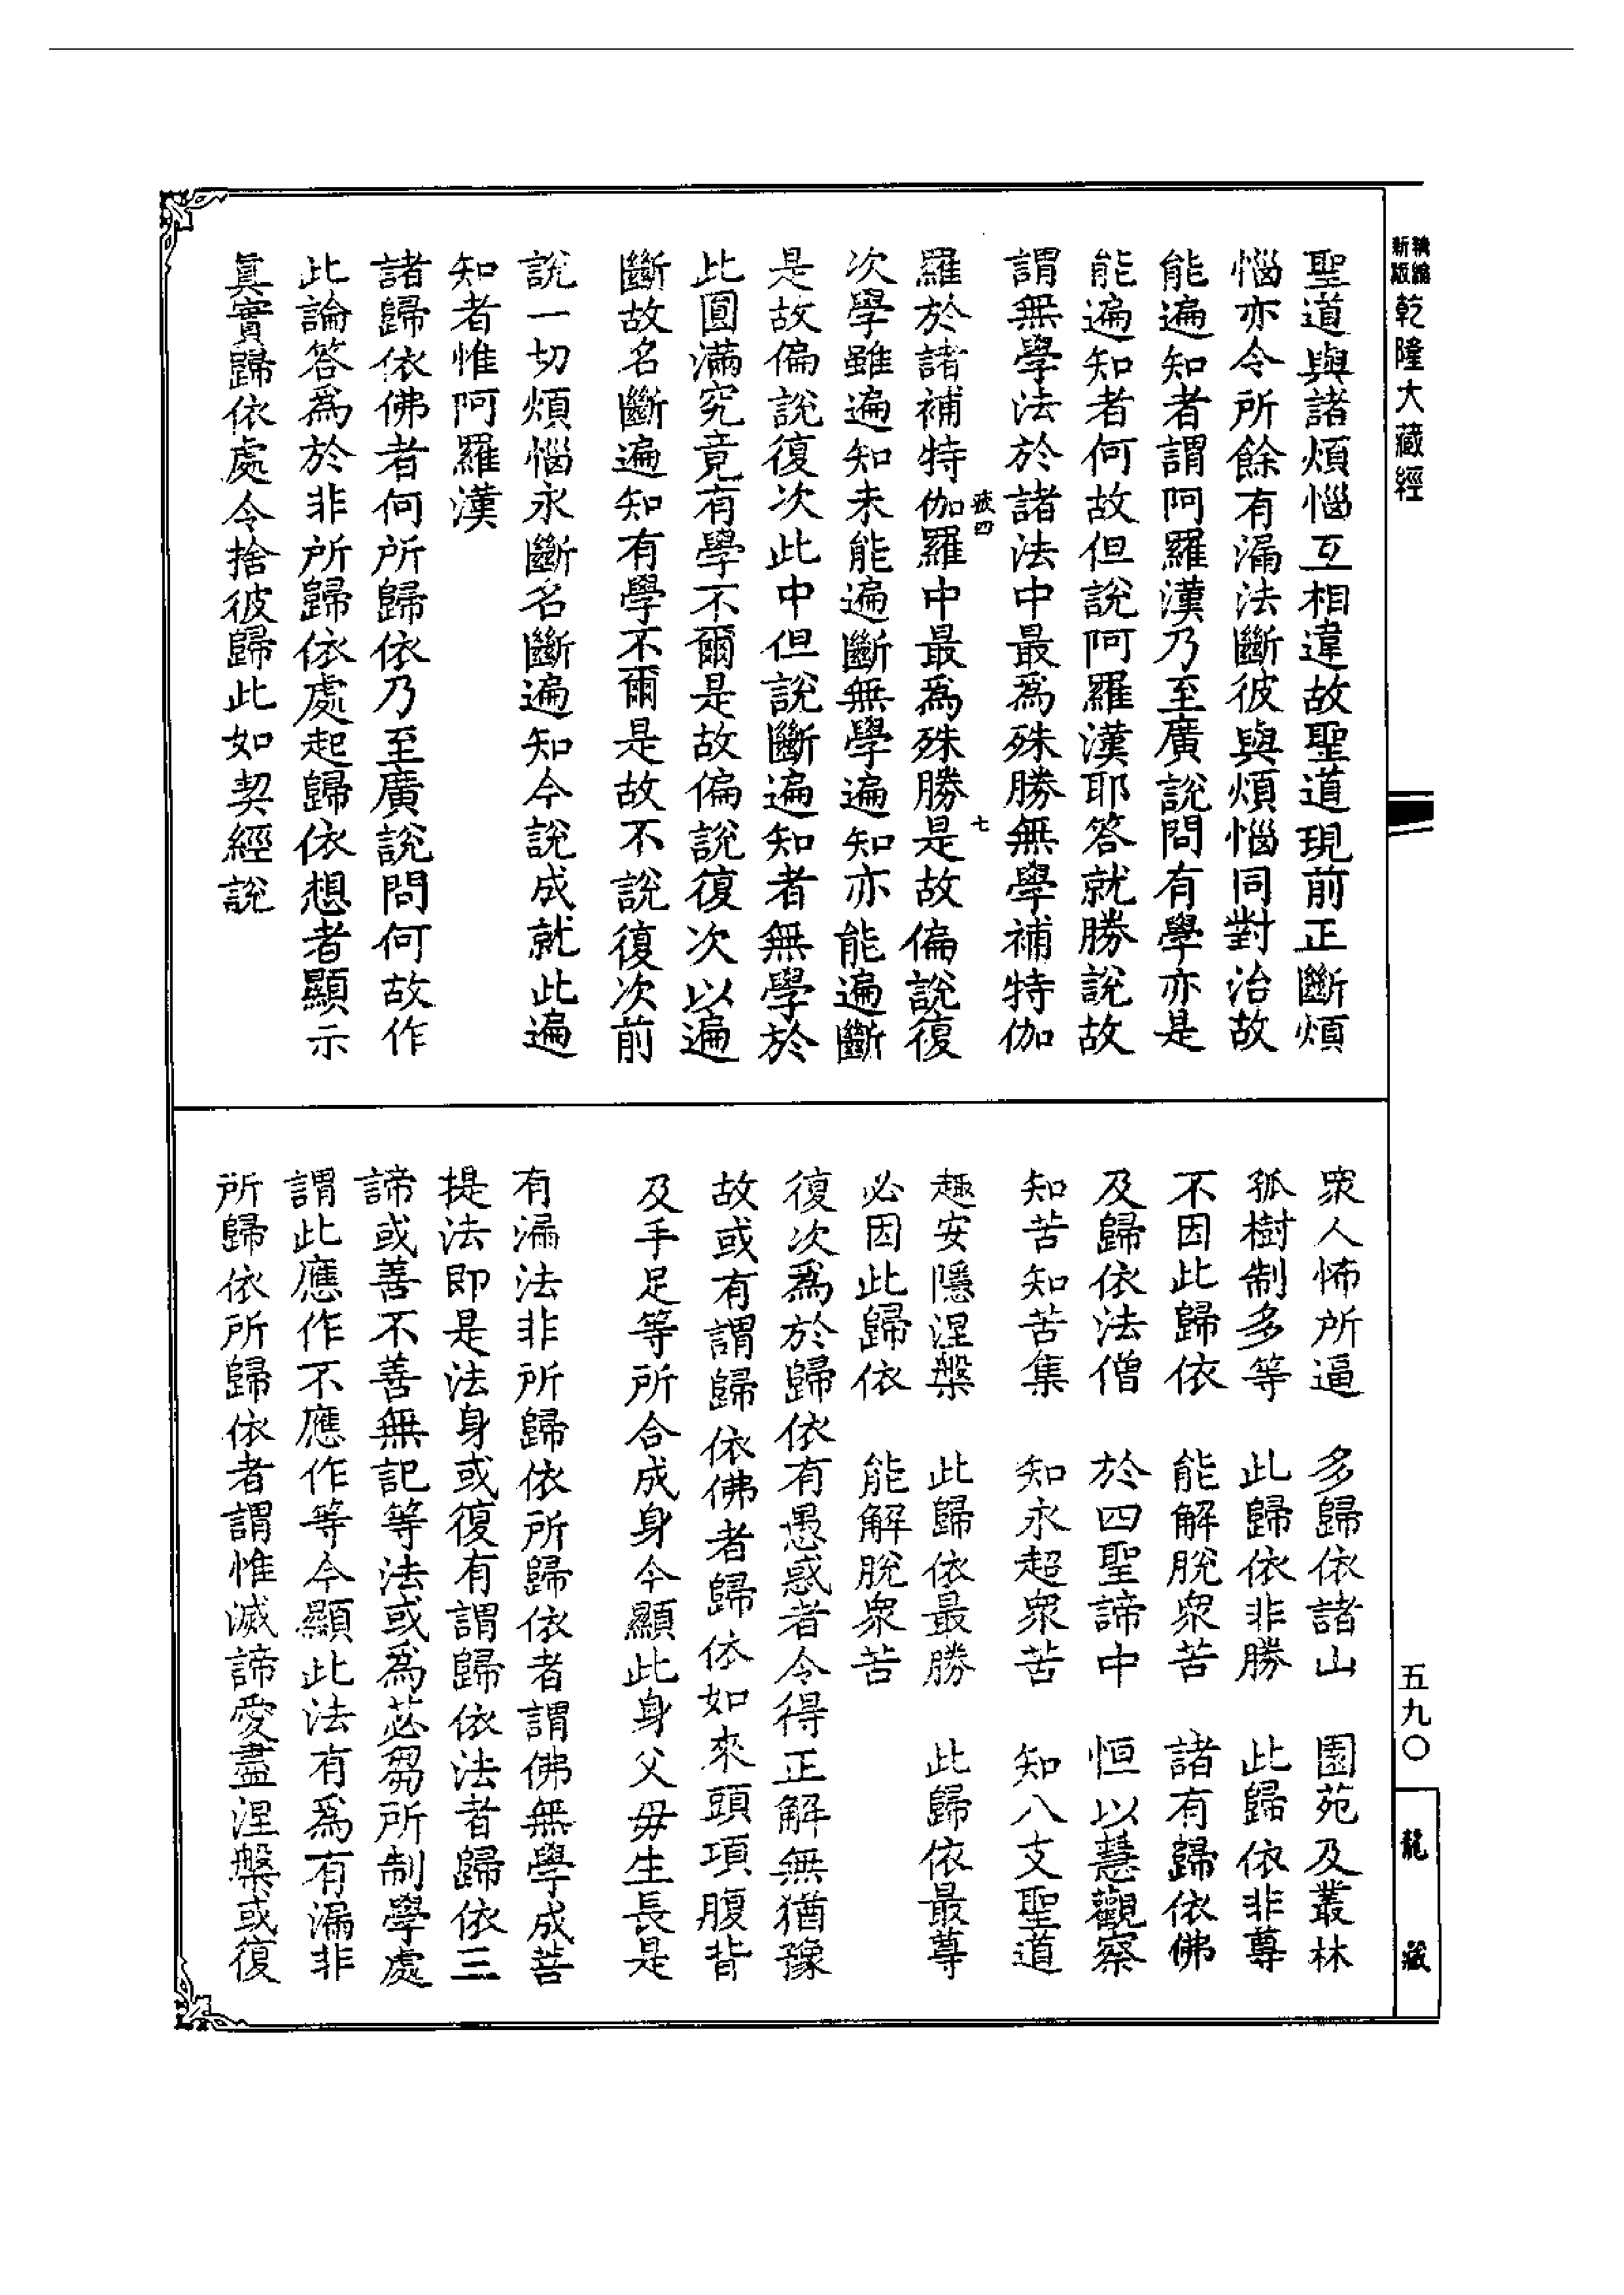 新編
縮版
乾隆大藏經
聖道與諸煩惱互相違故聖道現前正斷煩
惱亦令所餘有漏法斷彼與煩惱同對治故
能遍知者謂阿羅漢乃至廣說問有學亦是
能遍知者何故但說阿羅漢耶答就勝說故
謂無學法於諸法中最爲殊勝無學補特伽
羅於諸補特伽羅中最爲殊勝是故偏說復
次學雖遍知未能遍斷無學遍知亦能遍斷
是故偏說復次此中但說斷遍知者無學於
此圓滿究竟有學不爾是故偏說復次以遍
斷故名斷遍知有學不爾是故不說復次前
說一切煩惱永斷名斷遍知今說成就此遍
知者惟阿羅漢
諸歸依佛者何所歸依乃至廣說問何故作
此論答爲於非所歸依處起歸依想者顯示
眞實歸依處令捨彼歸此如契經說
四
七
衆人怖所逼　多歸依諸山　園苑及叢林
孤樹制多等　此歸依非勝　此歸依非尊
不因此歸依　能解脫衆苦　諸有歸依佛
及歸依法僧　於四聖諦中　恒以慧觀察
知苦知苦集　知永超衆苦　知八支聖道
趣安隱涅槃　此歸依最勝　此歸依最尊
必因此歸依　能解脫衆苦
復次爲於歸依有愚惑者令得正解無猶豫
故或有謂歸依佛者歸依如來頭項腹背
及手足等所合成身今顯此身父毋生長是
有漏法非所歸依所歸依者謂佛無學成菩
提法即是法身或復有謂歸依法者歸依三
諦或善不善無記等法或爲苾芻所制學處
謂此應作不應作等今顯此法有爲有漏非
所歸依所歸依者謂惟滅諦愛盡涅槃或復
五九〇
龍藏